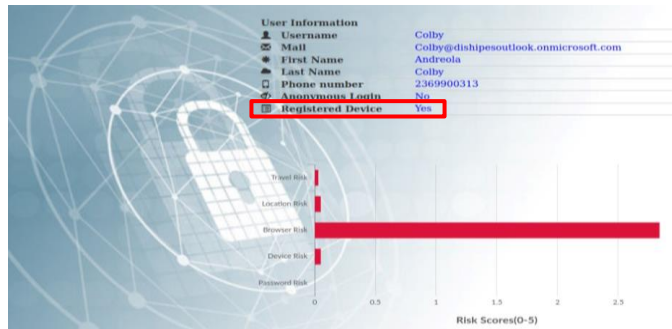 User Information
Username Colby
Mail Colby@dishipesoutlook.onmicrosoft.com
First Name Andreola
Last Name Colby
Phone number 2369900313
Anonymous Login No
Registered Device Yes
Travel Risk
Location Risk
Browser Risk
Device Risk
Password Risk
0 0.5 1 1.5 2 2.5
Risk Scores(0-5)